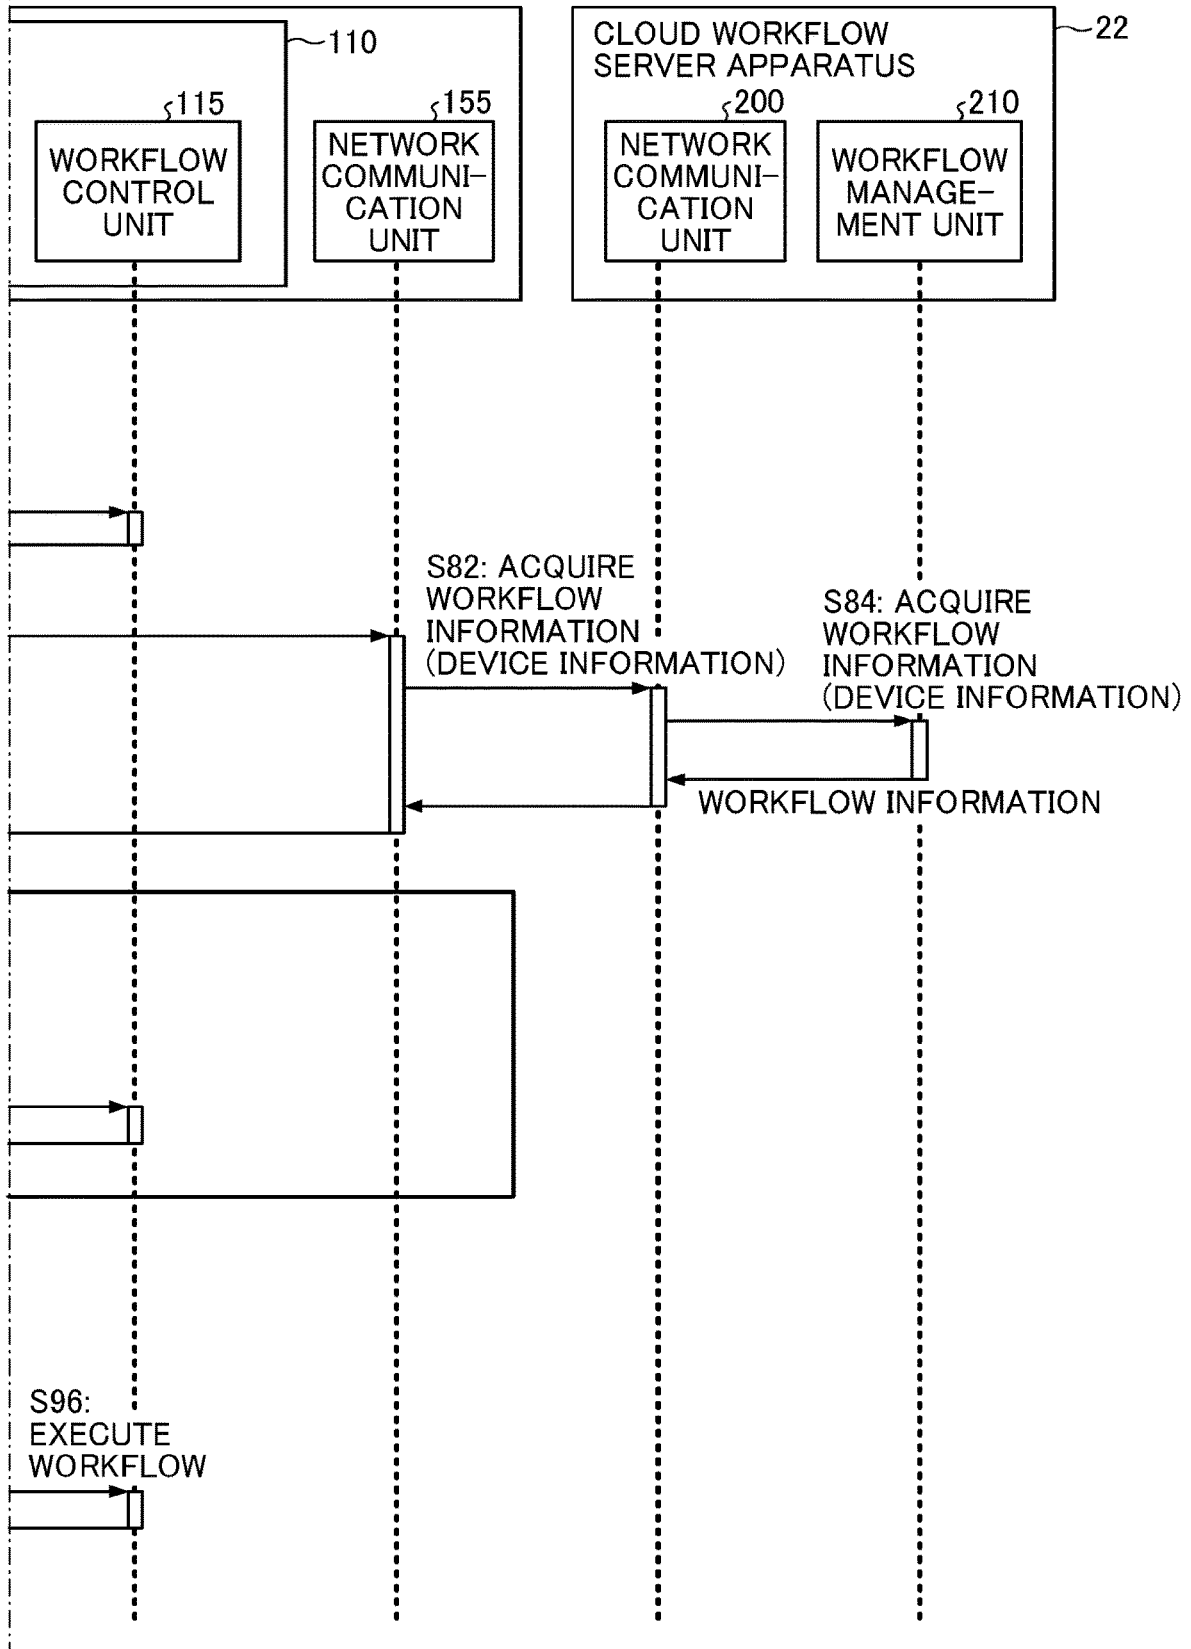 110
CLOUD WORKFLOW
SERVER APPARATUS
22
115
WORKFLOW
CONTROL
UNIT
155
NETWORK
COMMUNI-
CATION
UNIT
200
NETWORK
COMMUNI-
CATION
UNIT
210
WORKFLOW
MANAGE-
MENT UNIT
S82: ACQUIRE
WORKFLOW
INFORMATION
(DEVICE INFORMATION)
S84: ACQUIRE
WORKFLOW
INFORMATION
(DEVICE INFORMATION)
WORKFLOW INFORMATION
S96:
EXECUTE
WORKFLOW